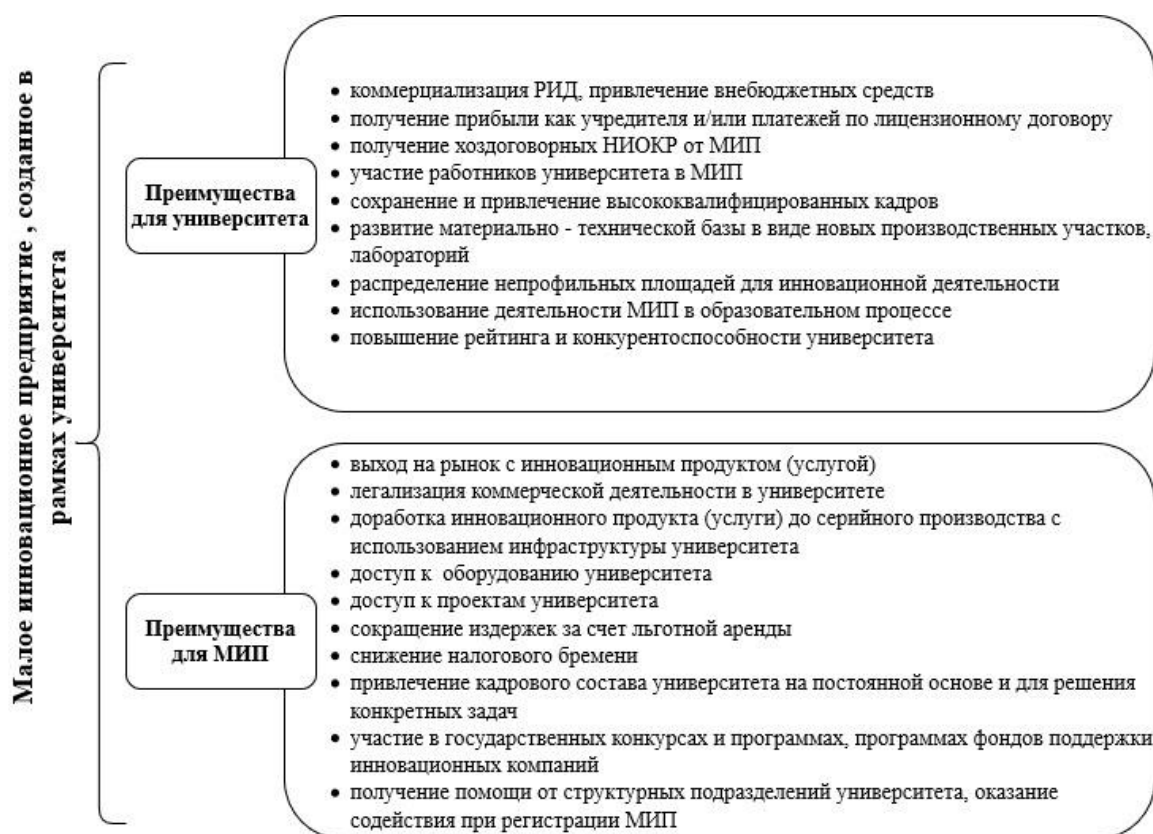 Малое инновационное предприятие , созданное в
рамках университета
Преимущества
для университета
• коммерциализация РИД, привлечение внебюджетных средств
• получение прибыли как учредителя и/или платежей по лицензионному договору
• получение хоздоговорных НИОКР от МИП
• участие работников университета в МИП
• сохранение и привлечение высококвалифицированных кадров
• развитие материально - технической базы в виде новых производственных участков,
лабораторий
• распределение непрофильных площадей для инновационной деятельности
• использование деятельности МИП в образовательном процессе
• повышение рейтинга и конкурентоспособности университета
Преимущества
для МИП
• выход на рынок с инновационным продуктом (услугой)
• легализация коммерческой деятельности в университете
• доработка инновационного продукта (услуги) до серийного производства с
использованием инфраструктуры университета
• доступ к оборудованию университета
• доступ к проектам университета
• сокращение издержек за счет льготной аренды
• снижение налогового бремени
• привлечение кадрового состава университета на постоянной основе и для решения
конкретных задач
• участие в государственных конкурсах и программах, программах фондов поддержки
инновационных компаний
• получение помощи от структурных подразделений университета, оказание
содействия при регистрации МИП